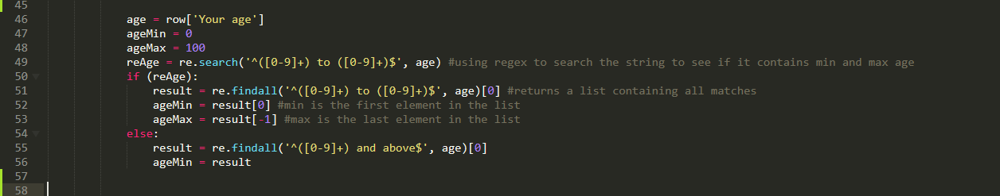 45
46 age = row['Your age']
47 ageMin = 0
48 ageMax = 100
49 reAge = re.search('^([0-9]+) to ([0-9]+)$', age) #using regex to search the string to see if it contains min and max age
50 if (reAge):
51 result = re.findall('^([0-9]+) to ([0-9]+)$', age)[0] #returns a list containing all matches
52 ageMin = result[0] #min is the first element in the list
53 ageMax = result[-1] #max is the last element in the list
54 else:
55 result = re.findall('^([0-9]+) and above$', age)[0]
56 ageMin = result
57
58